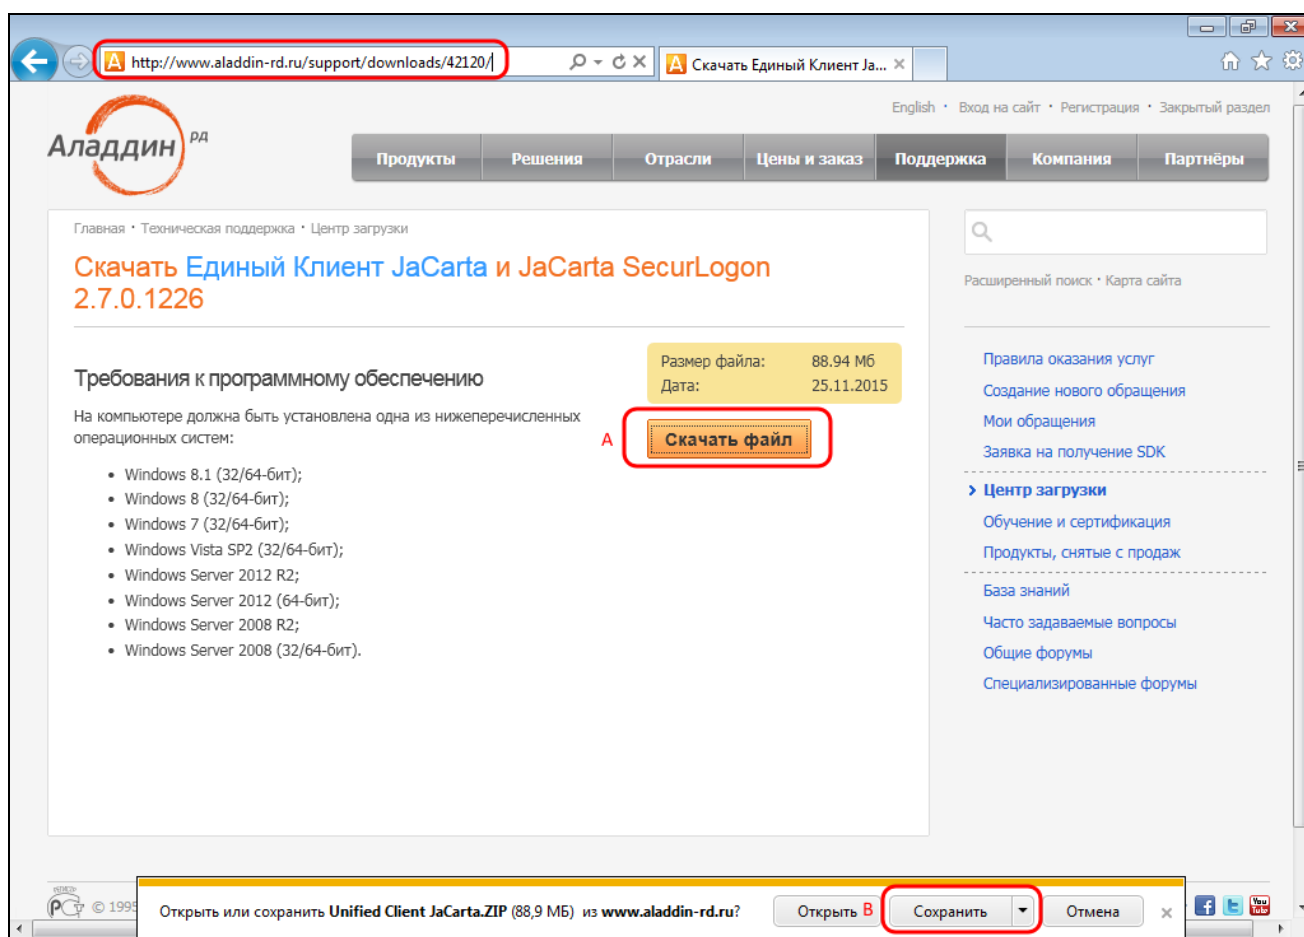 http://www.aladdin-rd.ru/support/downloads/42120/
Скачать Единый Клиент Ja...
English · Вход на сайт · Регистрация · Закрытый раздел
Аладдин РД
Продукты Решения Отрасли Цены и заказ Поддержка Компания Партнёры
Главная · Техническая поддержка · Центр загрузки
Скачать Единый Клиент JaCarta и JaCarta SecurLogon
2.7.0.1226
Расширенный поиск · Карта сайта
Размер файла: 88.94 Мб
Дата: 25.11.2015
Требования к программному обеспечению
На компьютере должна быть установлена одна из нижеперечисленных
операционных систем:
A Скачать файл
• Windows 8.1 (32/64-бит);
• Windows 8 (32/64-бит);
• Windows 7 (32/64-бит);
• Windows Vista SP2 (32/64-бит);
• Windows Server 2012 R2;
• Windows Server 2012 (64-бит);
• Windows Server 2008 R2;
• Windows Server 2008 (32/64-бит).
Правила оказания услуг
Создание нового обращения
Мои обращения
Заявка на получение SDK
Центр загрузки
Обучение и сертификация
Продукты, снятые с продаж
База знаний
Часто задаваемые вопросы
Общие форумы
Специализированные форумы
© 1995
Открыть или сохранить Unified Client JaCarta.ZIP (88,9 МБ) из www.aladdin-rd.ru?
Открыть B Сохранить Отмена
You Tube